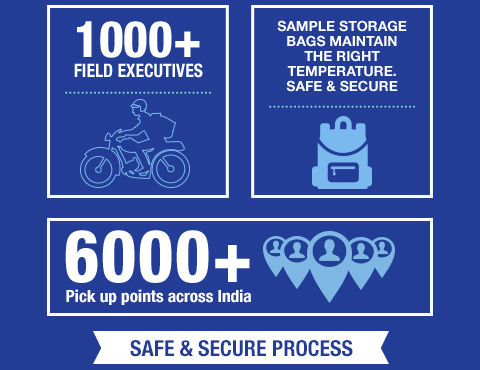 1000+
FIELD EXECUTIVES
SAMPLE STORAGE
BAGS MAINTAIN
THE RIGHT
TEMPERATURE.
SAFE & SECURE
6000+
Pick up points across India
SAFE & SECURE PROCESS